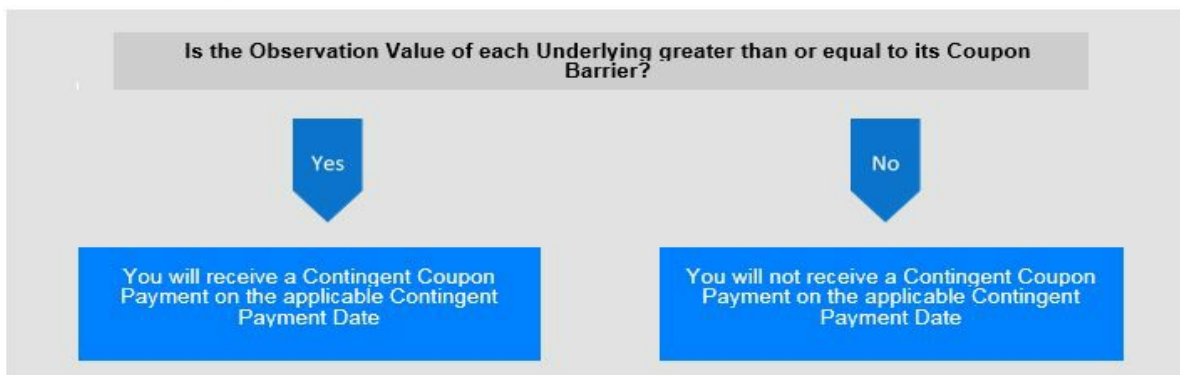 Is the Observation Value of each Underlying greater than or equal to its Coupon
Barrier?
Yes
No
You will receive a Contingent Coupon
Payment on the applicable Contingent
Payment Date
You will not receive a Contingent Coupon
Payment on the applicable Contingent
Payment Date